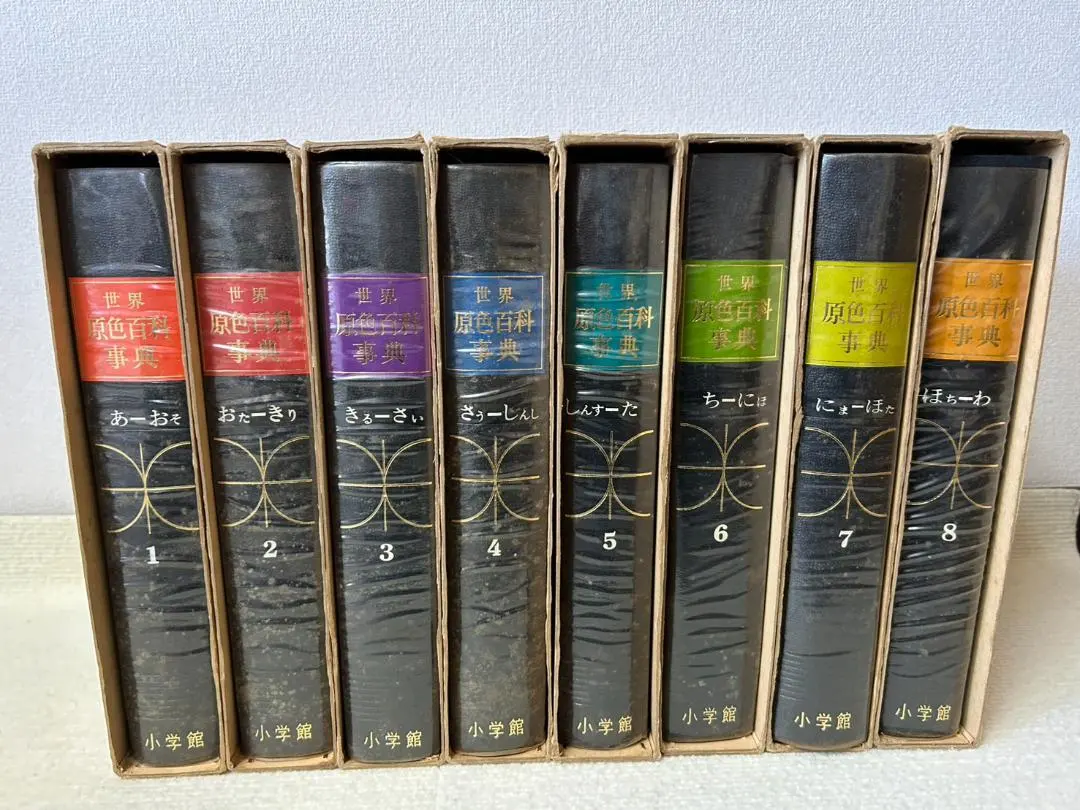 世界
原色百科
事典
あーおそ
1
小学館
世界
原色百科
事典
おたーきり
2
小学館
世界
原色百科
事典
きるーさい
3
小学館
世界
原色百科
事典
さうーしんし
4
小学館
世界
原色百科
事典
しんすーた
5
小学館
世界
原色百科
事典
ちーにほ
6
小学館
世界
原色百科
事典
にまーほた
7
小学館
世界
原色百科
事典
ほちーわ
8
小学館